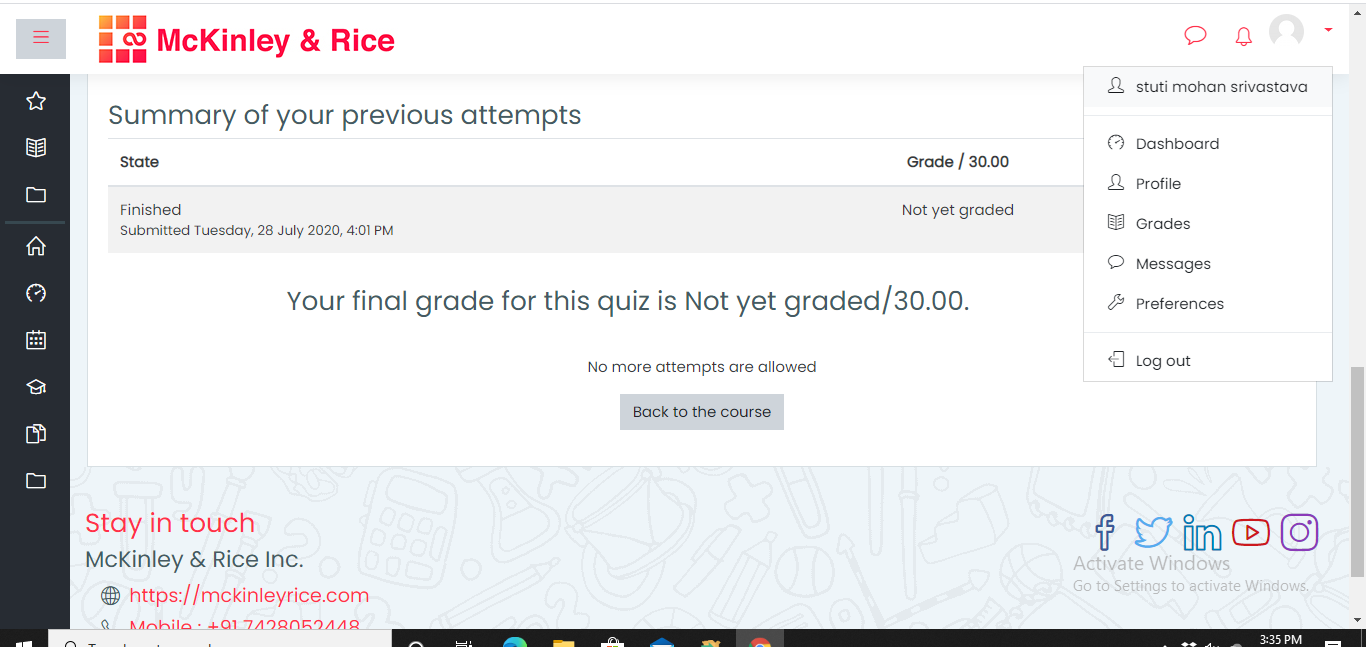 McKinley & Rice
stuti mohan srivastava
Dashboard
Profile
Grades
Messages
Preferences
Log out
Summary of your previous attempts
State Grade / 30.00
Finished Not yet graded
Submitted Tuesday, 28 July 2020, 4:01 PM
Your final grade for this quiz is Not yet graded/30.00.
No more attempts are allowed
Back to the course
Stay in touch
McKinley & Rice Inc.
https://mckinleyrice.com
Mobile : +91 7428052448
Activate Windows
Go to Settings to activate Windows.
3:35 PM